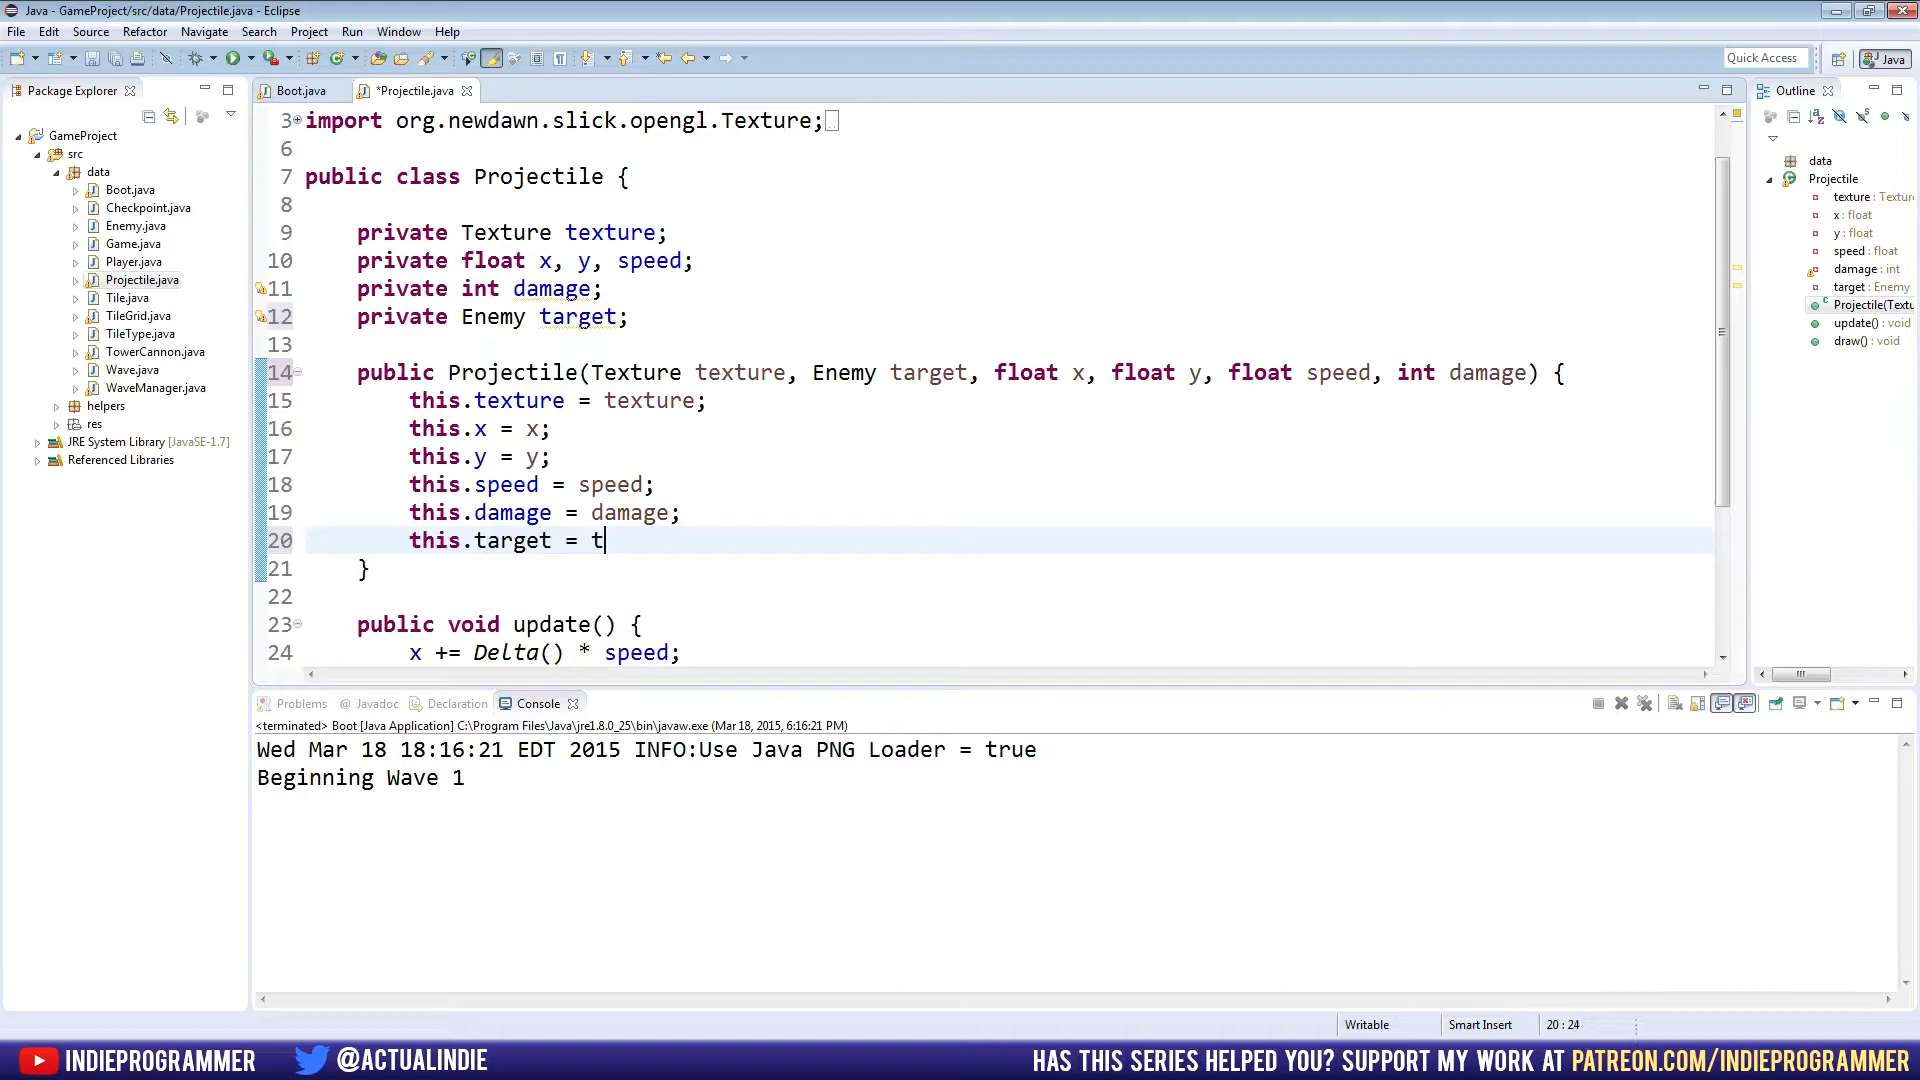 Java - GameProject/src/data/Projectile.java - Eclipse
File Edit Source Refactor Navigate Search Project Run Window Help
Quick Access
Java
Package Explorer
GameProject
src
data
Boot.java
Checkpoint.java
Enemy.java
Game.java
Player.java
Projectile.java
Tile.java
TileGrid.java
TileType.java
TowerCannon.java
Wave.java
WaveManager.java
helpers
res
JRE System Library [JavaSE-1.7]
Referenced Libraries
Boot.java
*Projectile.java
3 import org.newdawn.slick.opengl.Texture;
6
7 public class Projectile {
8
9 private Texture texture;
10 private float x, y, speed;
11 private int damage;
12 private Enemy target;
13
14 public Projectile(Texture texture, Enemy target, float x, float y, float speed, int damage) {
15 this.texture = texture;
16 this.x = x;
17 this.y = y;
18 this.speed = speed;
19 this.damage = damage;
20 this.target = t
21 }
22
23 public void update() {
24 x += Delta() * speed;
Outline
data
Projectile
texture : Texture
x : float
y : float
speed : float
damage : int
target : Enemy
Projectile(Textu
update() : void
draw() : void
Problems @ Javadoc Declaration Console
<terminated> Boot [Java Application] C:\Program Files\Java\jre1.8.0_25\bin\javaw.exe (Mar 18, 2015, 6:16:21 PM)
Wed Mar 18 18:16:21 EDT 2015 INFO:Use Java PNG Loader = true
Beginning Wave 1
Writable Smart Insert 20 : 24
INDIEPROGRAMMER @ACTUALINDIE HAS THIS SERIES HELPED YOU? SUPPORT MY WORK AT PATREON.COM/INDIEPROGRAMMER